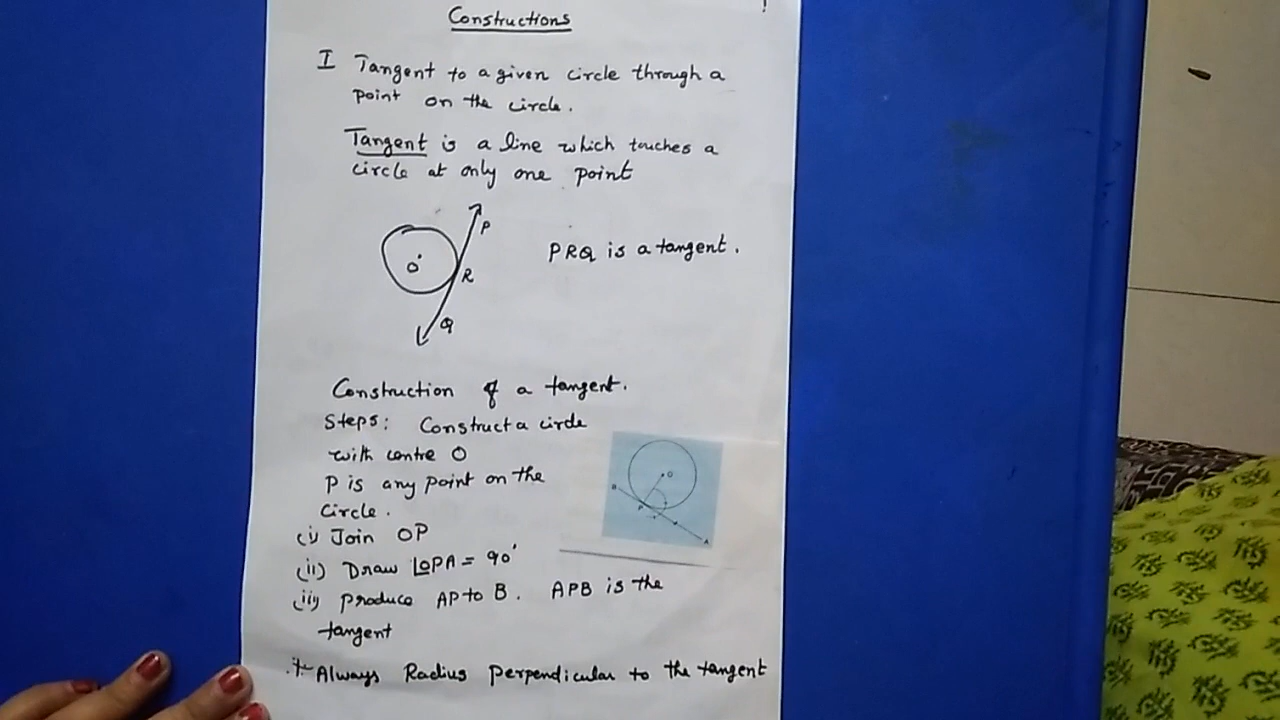 Constructions
I Tangent to a given circle through a
point on the circle.
Tangent is a line which touches a
circle at only one point
P
O
R
Q
PRQ is a tangent.
Construction of a tangent.
Steps: Construct a circle
with centre O
P is any point on the
circle.
(i) Join OP
(ii) Draw ∠OPA = 90°
(iii) Produce AP to B. APB is the
tangent
* Always Radius perpendicular to the tangent
O
B
P
A